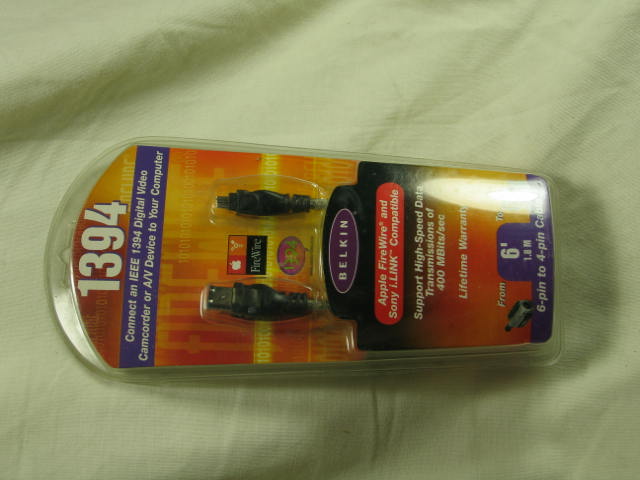 1394
Connect an IEEE 1394 Digital Video
Camcorder or A/V Device to Your Computer
FireWire
BELKIN
Apple FireWire® and
Sony i.LINK™ Compatible
Support High-Speed Data
Transmissions of
400 MBits/sec
Lifetime Warranty
From
6'
1.8 M
To
6-pin to 4-pin